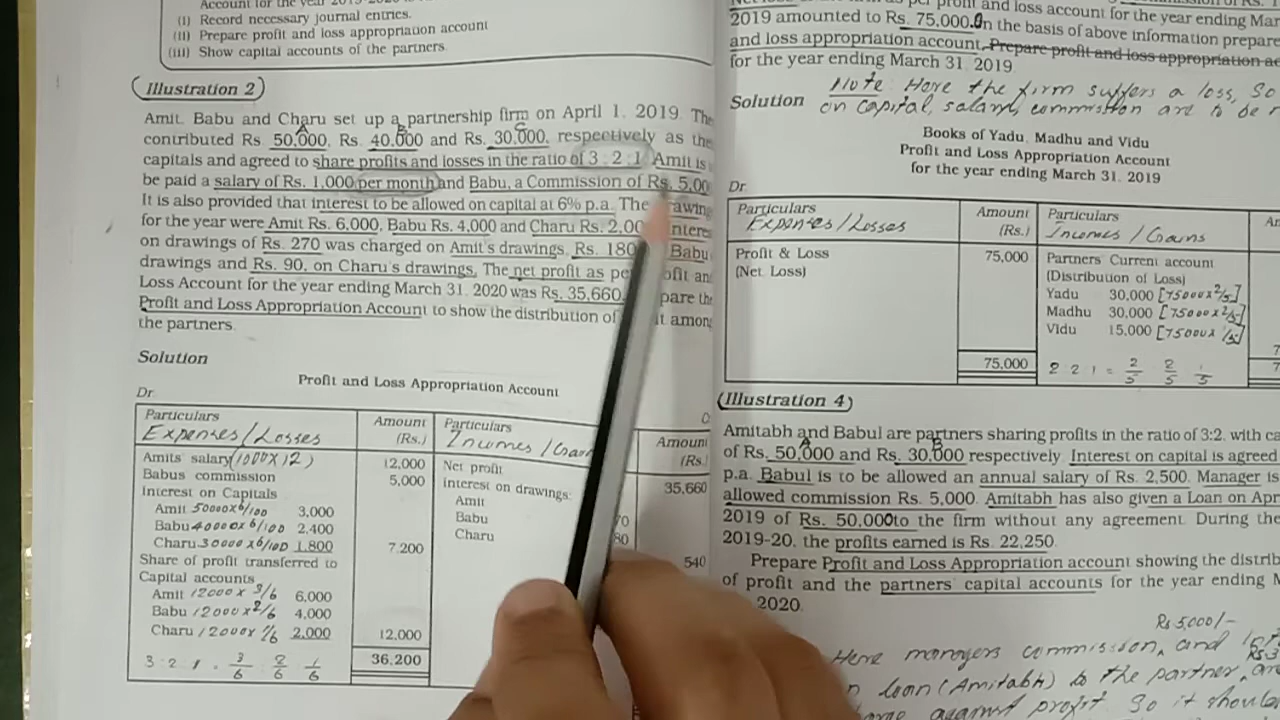 (i) Record necessary journal entries.
(ii) Prepare profit and loss appropriation account
(iii) Show capital accounts of the partners.
Illustration 2
Amit, Babu and Charu set up a partnership firm on April 1, 2019. The
A B C
contributed Rs. 50,000, Rs. 40,000 and Rs. 30,000, respectively as the
capitals and agreed to share profits and losses in the ratio of 3 : 2 : 1. Amit is
be paid a salary of Rs. 1,000 per month and Babu, a Commission of Rs. 5,00
It is also provided that interest to be allowed on capital at 6% p.a. The
for the year were Amit Rs. 6,000, Babu Rs. 4,000 and Charu Rs. 2,00
on drawings of Rs. 270 was charged on Amit's drawings, Rs. 180 Babu
drawings and Rs. 90, on Charu's drawings. The net profit as
Loss Account for the year ending March 31, 2020 was Rs. 35,660.
Profit and Loss Appropriation Account to show the distribution of among
the partners.
Solution
Profit and Loss Appropriation Account
Dr.
Particulars Amount Particulars Amount
Expenses/Losses (Rs.) Incomes/Gain (Rs.)
Amits' salary (1000x12) 12,000 Net profit 35,660
Babus commission 5,000 Interest on drawings:
Interest on Capitals Amit
Amit 50000x6/100 3,000 Babu 70
Babu 40000x6/100 2,400 Charu 80
Charu 30000x6/100 1,800 7,200 540
Share of profit transferred to
Capital accounts
Amit 12000x 3/6 6,000
Babu 12000x2/6 4,000
Charu 12000x 1/6 2,000 12,000
3:2:1 = 3/6 : 2/6 : 1/6 36,200
profit and loss account for the year ending Mar
2019 amounted to Rs. 75,000. On the basis of above information prepare
and loss appropriation account. Prepare profit and loss appropriation ac
for the year ending March 31, 2019.
Note: Here the firm suffers a loss, So
Solution on capital, salary, commission are to be
Books of Yadu, Madhu and Vidu
Profit and Loss Appropriation Account
for the year ending March 31, 2019
Dr.
Particulars Amount Particulars
Expenses/Losses (Rs.) Incomes/Gains
Profit & Loss 75,000 Partners' Current account
(Net Loss) (Distribution of Loss)
Yadu 30,000 [75000x2/5]
Madhu 30,000 [75000x2/5]
Vidu 15,000 [75000x 1/5]
75,000 2 2 1 = 2/5 2/5 1/5
Illustration 4
Amitabh and Babul are partners sharing profits in the ratio of 3:2, with ca
A B
of Rs. 50,000 and Rs. 30,000 respectively. Interest on capital is agreed
p.a. Babul is to be allowed an annual salary of Rs. 2,500. Manager is
allowed commission Rs. 5,000. Amitabh has also given a Loan on Apr
2019 of Rs. 50,000 to the firm without any agreement. During the
2019-20, the profits earned is Rs. 22,250.
Prepare Profit and Loss Appropriation account showing the distrib
of profit and the partners' capital accounts for the year ending
2020.
Rs 5,000/-
Here managers commission, and
loan (Amitabh) to the partner, are
against profit. So it should